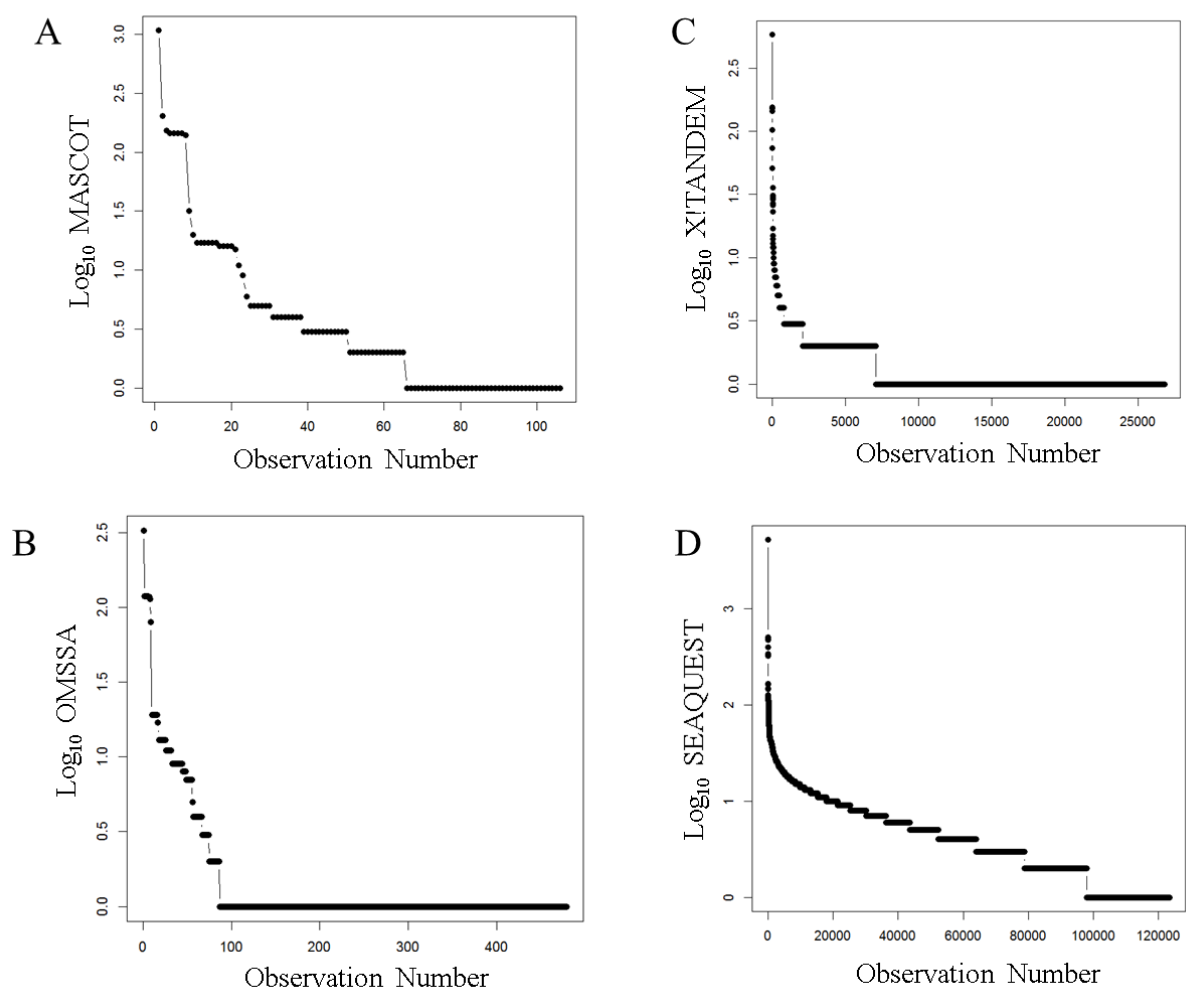 A
Log10 MASCOT
3.0
2.5
2.0
1.5
1.0
0.5
0.0
0 20 40 60 80 100
Observation Number
C
Log10 X!TANDEM
2.5
2.0
1.5
1.0
0.5
0.0
0 5000 10000 15000 20000 25000
Observation Number
B
Log10 OMSSA
2.5
2.0
1.5
1.0
0.5
0.0
0 100 200 300 400
Observation Number
D
Log10 SEAQUEST
3
2
1
0
0 20000 40000 60000 80000 100000 120000
Observation Number